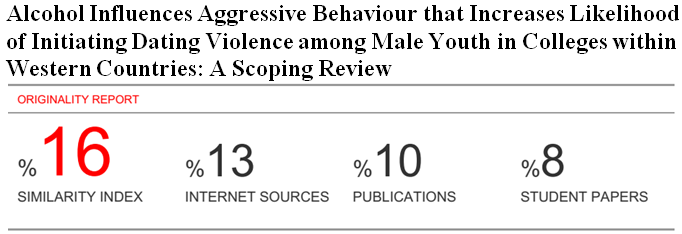 Alcohol Influences Aggressive Behaviour that Increases Likelihood
of Initiating Dating Violence among Male Youth in Colleges within
Western Countries: A Scoping Review
ORIGINALITY REPORT
%16 %13 %10 %8
SIMILARITY INDEX INTERNET SOURCES PUBLICATIONS STUDENT PAPERS